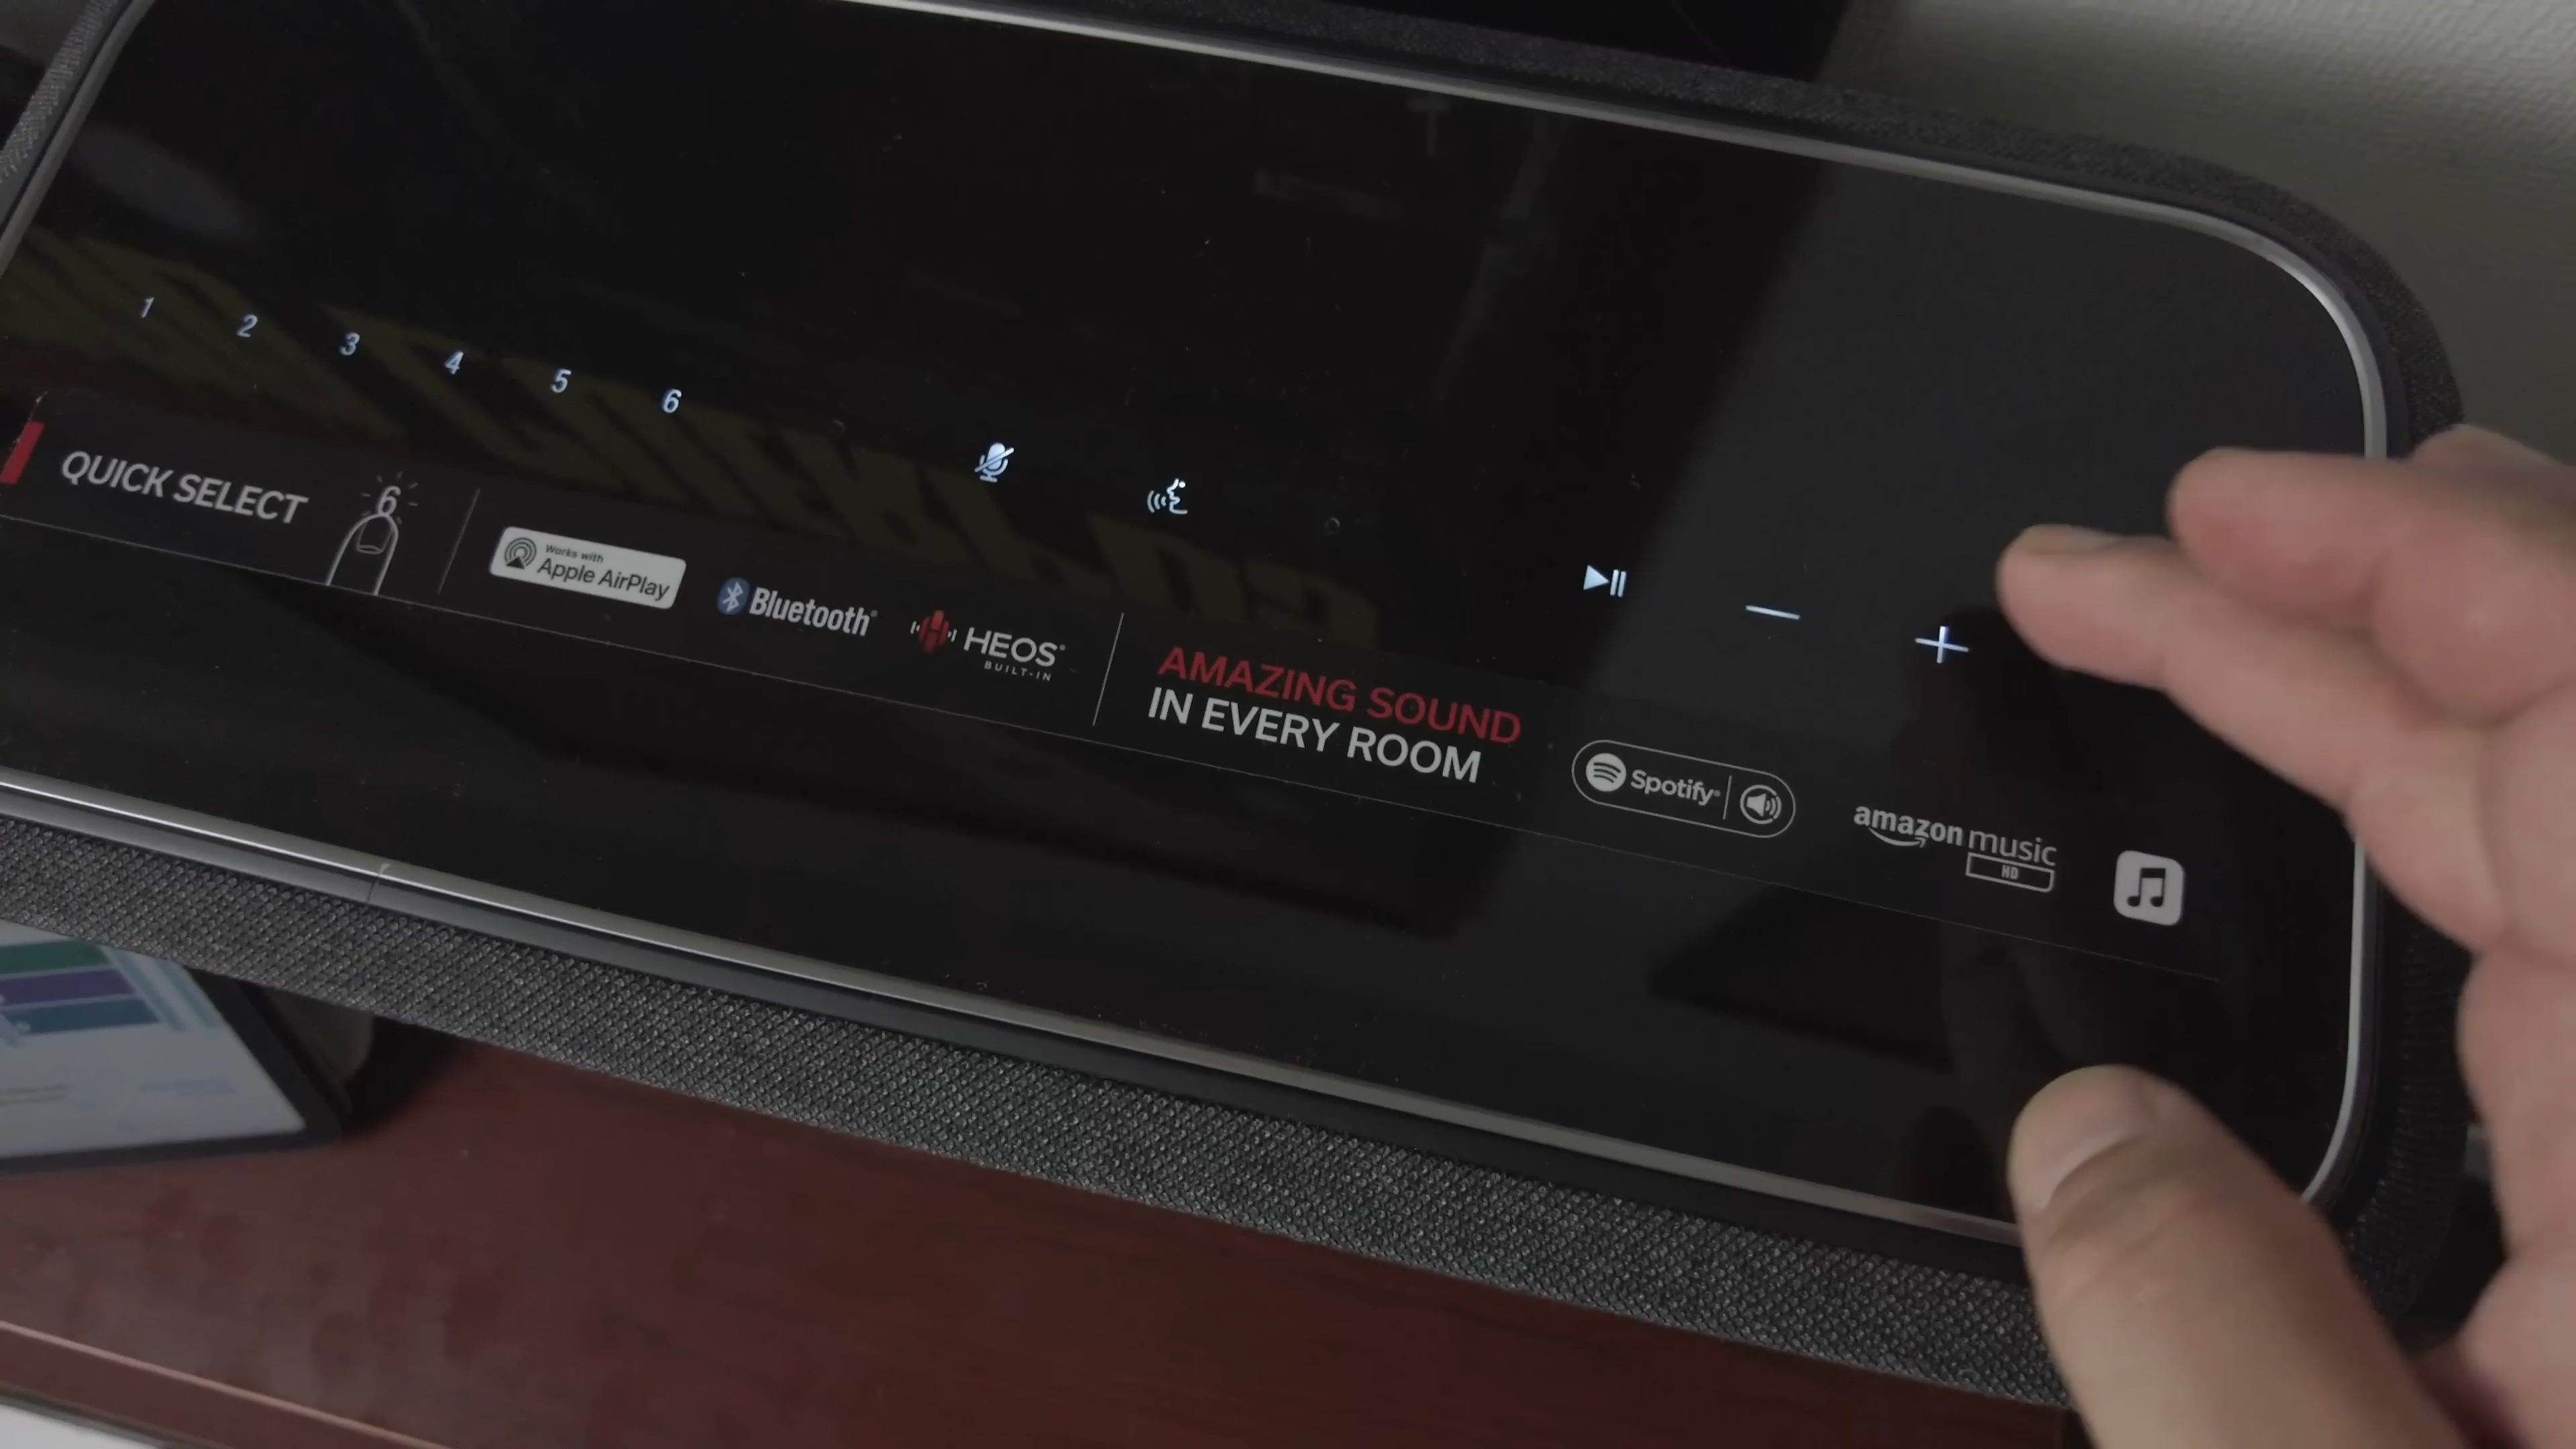 1 2 3 4 5 6
QUICK SELECT
6
Works with
Apple AirPlay
Bluetooth®
HEOS®
BUILT-IN
AMAZING SOUND
IN EVERY ROOM
Spotify®
amazon music
HD